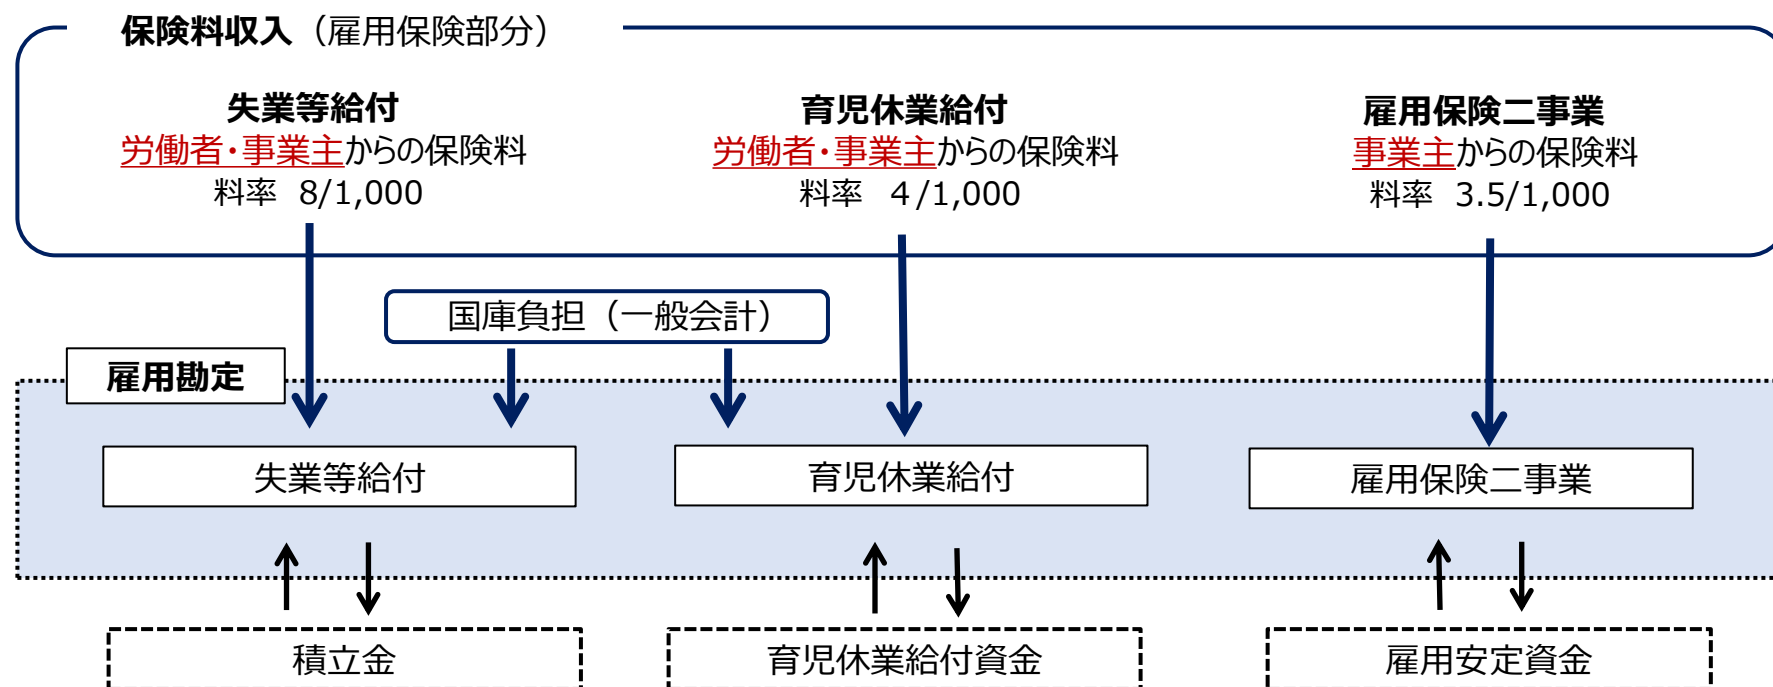 保険料収入（雇用保険部分）
失業等給付
労働者・事業主からの保険料
料率 8/1,000
育児休業給付
労働者・事業主からの保険料
料率 4/1,000
雇用保険二事業
事業主からの保険料
料率 3.5/1,000
国庫負担（一般会計）
雇用勘定
失業等給付
育児休業給付
雇用保険二事業
積立金
育児休業給付資金
雇用安定資金